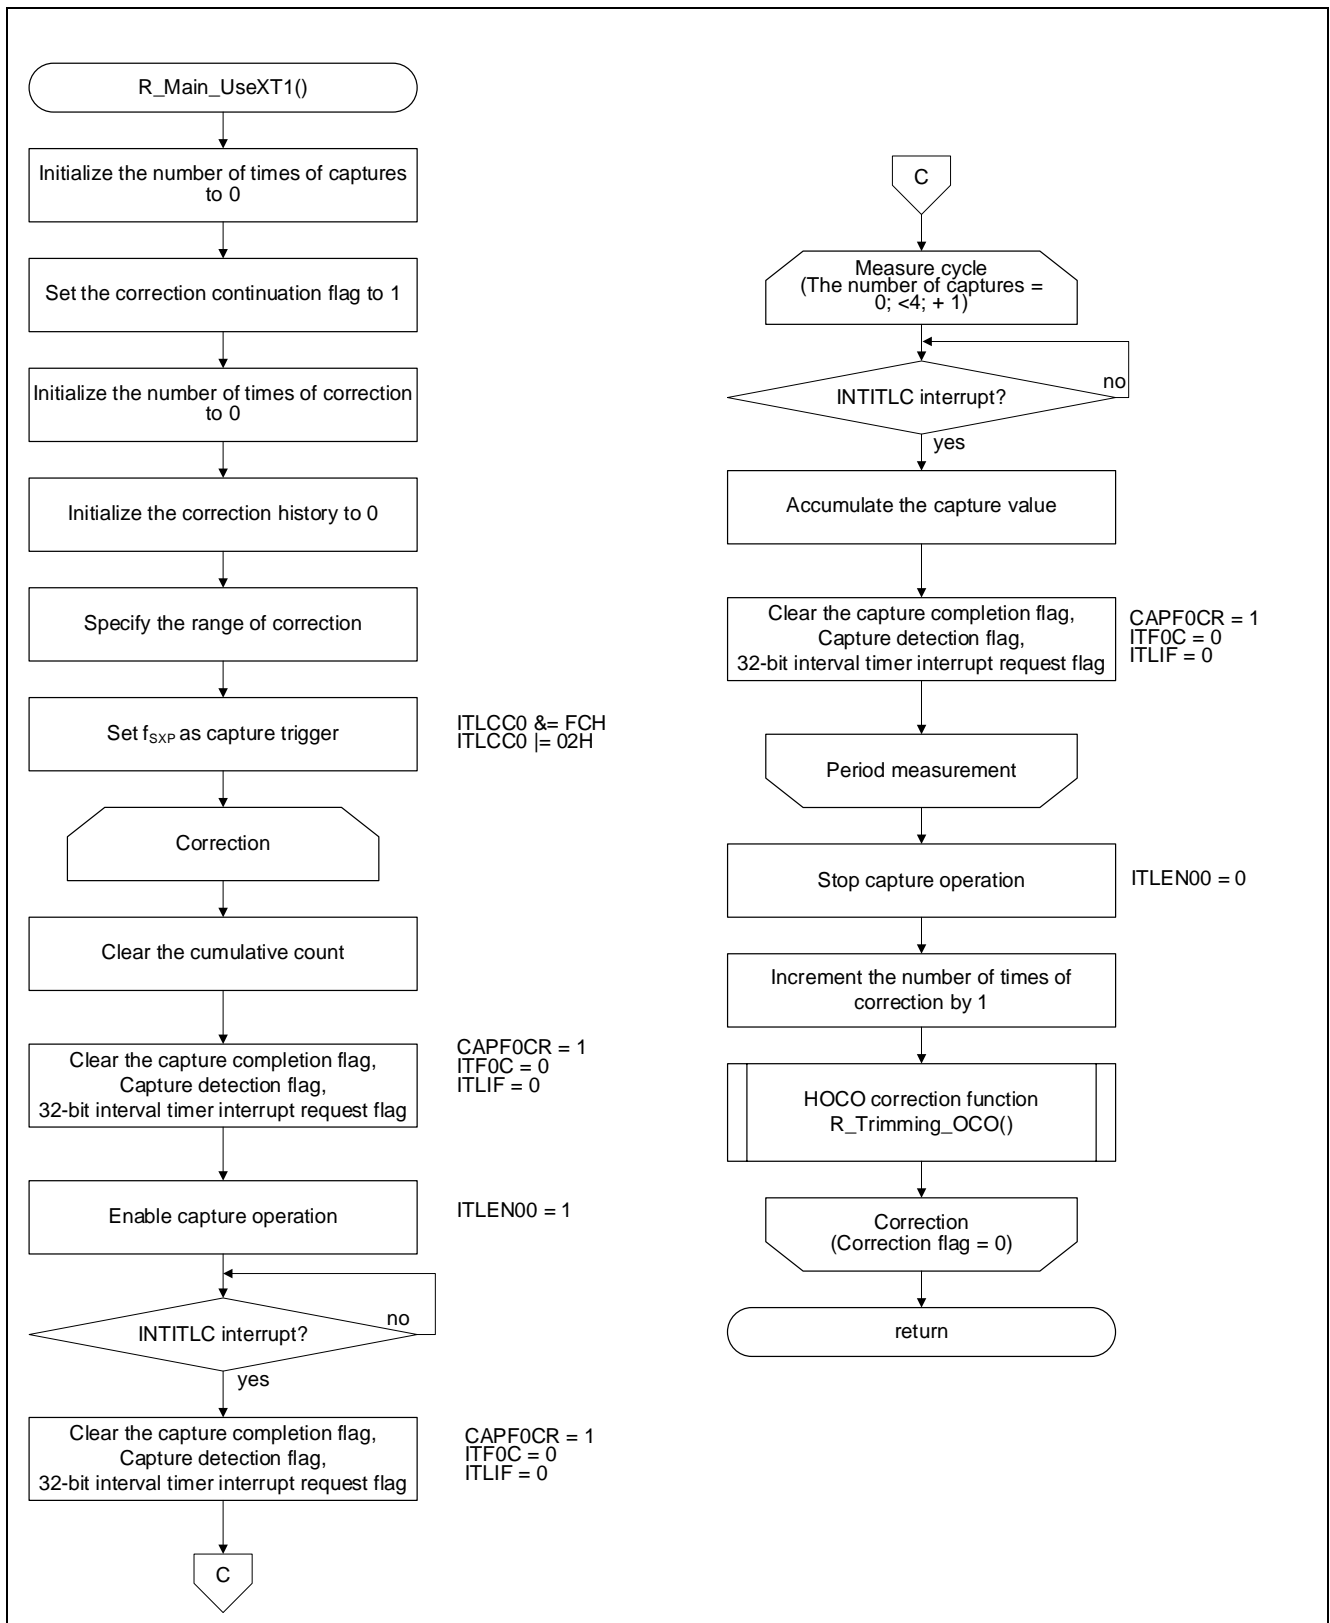 R_Main_UseXT1()
Initialize the number of times of captures
to 0
Set the correction continuation flag to 1
Initialize the number of times of correction
to 0
Initialize the correction history to 0
Specify the range of correction
Set fSXP as capture trigger
ITLCC0 &= FCH
ITLCC0 |= 02H
Correction
Clear the cumulative count
Clear the capture completion flag,
Capture detection flag,
32-bit interval timer interrupt request flag
CAPF0CR = 1
ITF0C = 0
ITLIF = 0
Enable capture operation
ITLEN00 = 1
INTITLC interrupt?
no
yes
Clear the capture completion flag,
Capture detection flag,
32-bit interval timer interrupt request flag
CAPF0CR = 1
ITF0C = 0
ITLIF = 0
C
C
Measure cycle
(The number of captures =
0; <4; + 1)
INTITLC interrupt?
no
yes
Accumulate the capture value
Clear the capture completion flag,
Capture detection flag,
32-bit interval timer interrupt request flag
CAPF0CR = 1
ITF0C = 0
ITLIF = 0
Period measurement
Stop capture operation
ITLEN00 = 0
Increment the number of times of
correction by 1
HOCO correction function
R_Trimming_OCO()
Correction
(Correction flag = 0)
return